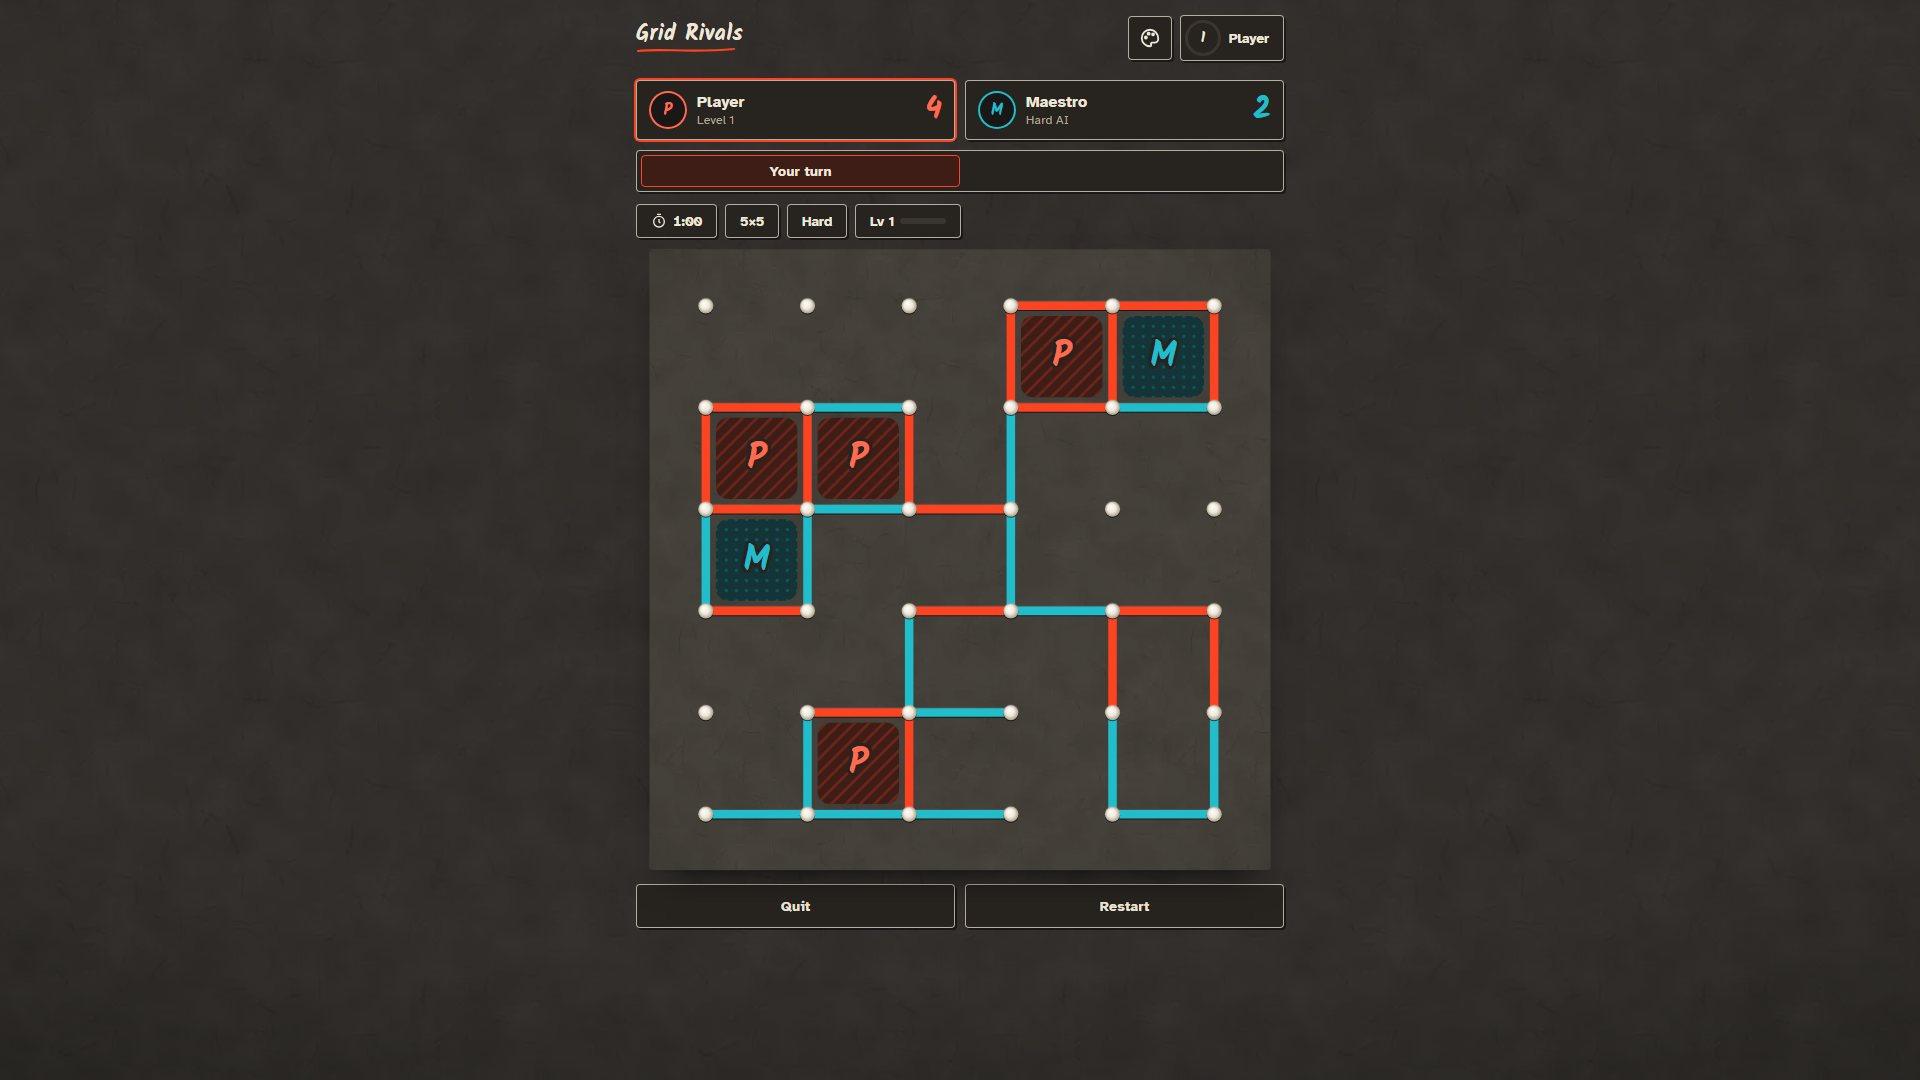 Grid Rivals
I Player
P Player 4
Level 1
M Maestro 2
Hard AI
Your turn
1:00 5×5 Hard Lv 1
P M
P P
M
P
Quit Restart